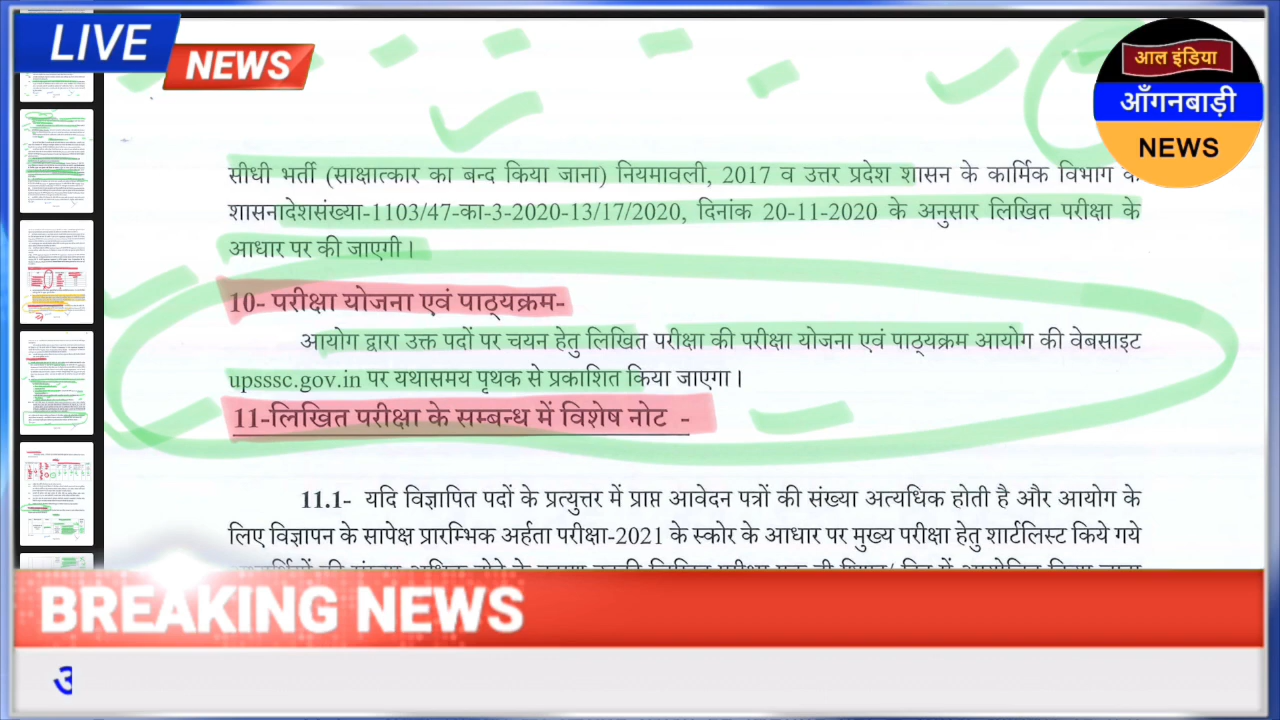 LIVE
NEWS
आल इंडिया
आँगनबाड़ी
NEWS
सीधी भर्ती (साक्षात्कार का बन्द किया जाना) नियमावली, 2017 व उत्तर प्रदेश शासन के कार्मिक विभाग के
शासनादेशसंख्या-1103/47-का-3-2020-13/17/2020, दिनांक 20-11-2020 के अनुसार लिखित परीक्षा के
आधार पर की जाएगी।
10- परीक्षा योजना एवं पाठ्यक्रम-
आयोग द्वारा उक्त पदों पर चयन हेतु लिखित परीक्षा की परीक्षा योजना एवं पाठ्यक्रम आयोग की वेबसाइट
upsssc.gov.in पर यथासमय पृथक से प्रकाशित किया जाएगा।
11-लिखित परीक्षा के सम्बन्ध में विशेष नोट -
11.1- यदि विज्ञापित पदों के प्रत्युत्तर में प्राप्त आवेदन पत्रों की संख्या अत्यधिक होती है और आयोग के
लिए विज्ञापन के सापेक्ष प्रारम्भिक अर्हता परीक्षा-2021 के स्कोर के आधार पर मुख्य परीक्षा हेतु शार्टलिस्ट किये गये
BREAKING NEWS